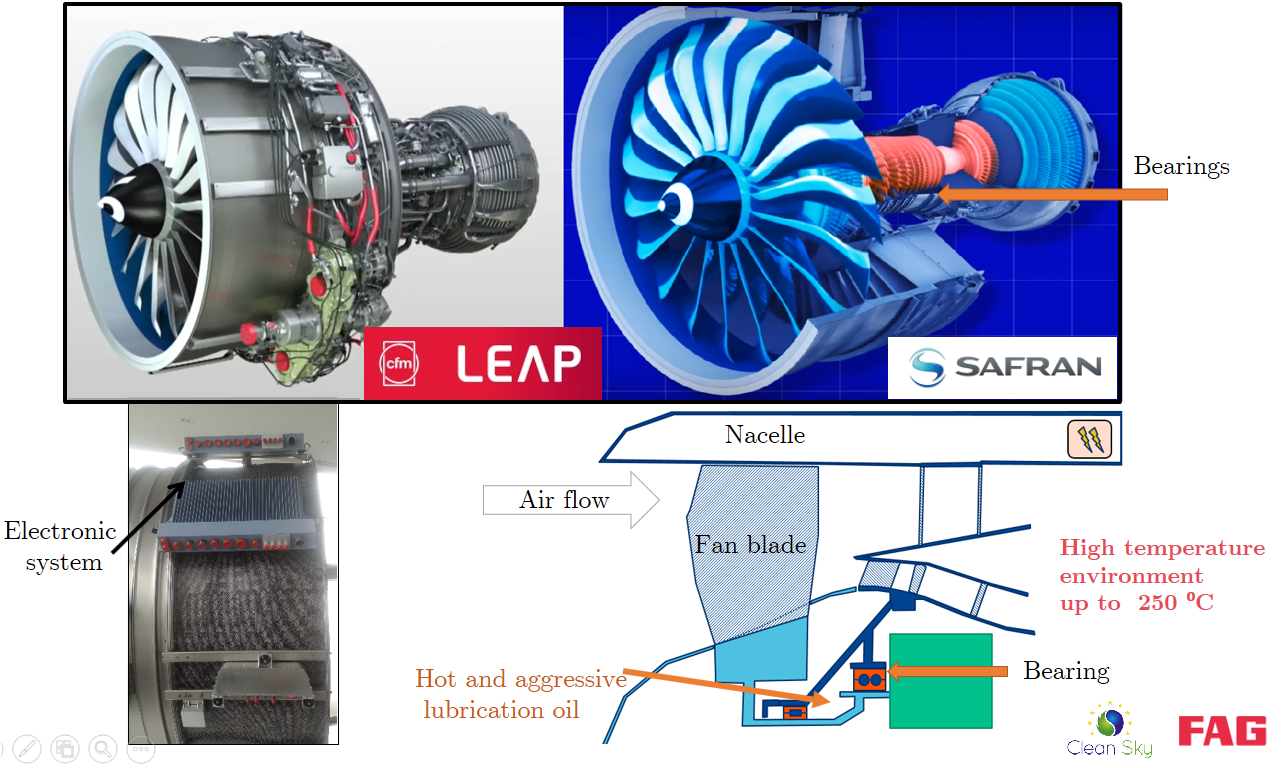 Bearings
cfm
LEAP
SAFRAN
Nacelle
Air flow
Electronic
system
Fan blade
High temperature
environment
up to 250 ⁰C
Hot and aggressive
lubrication oil
Bearing
Clean Sky
FAG